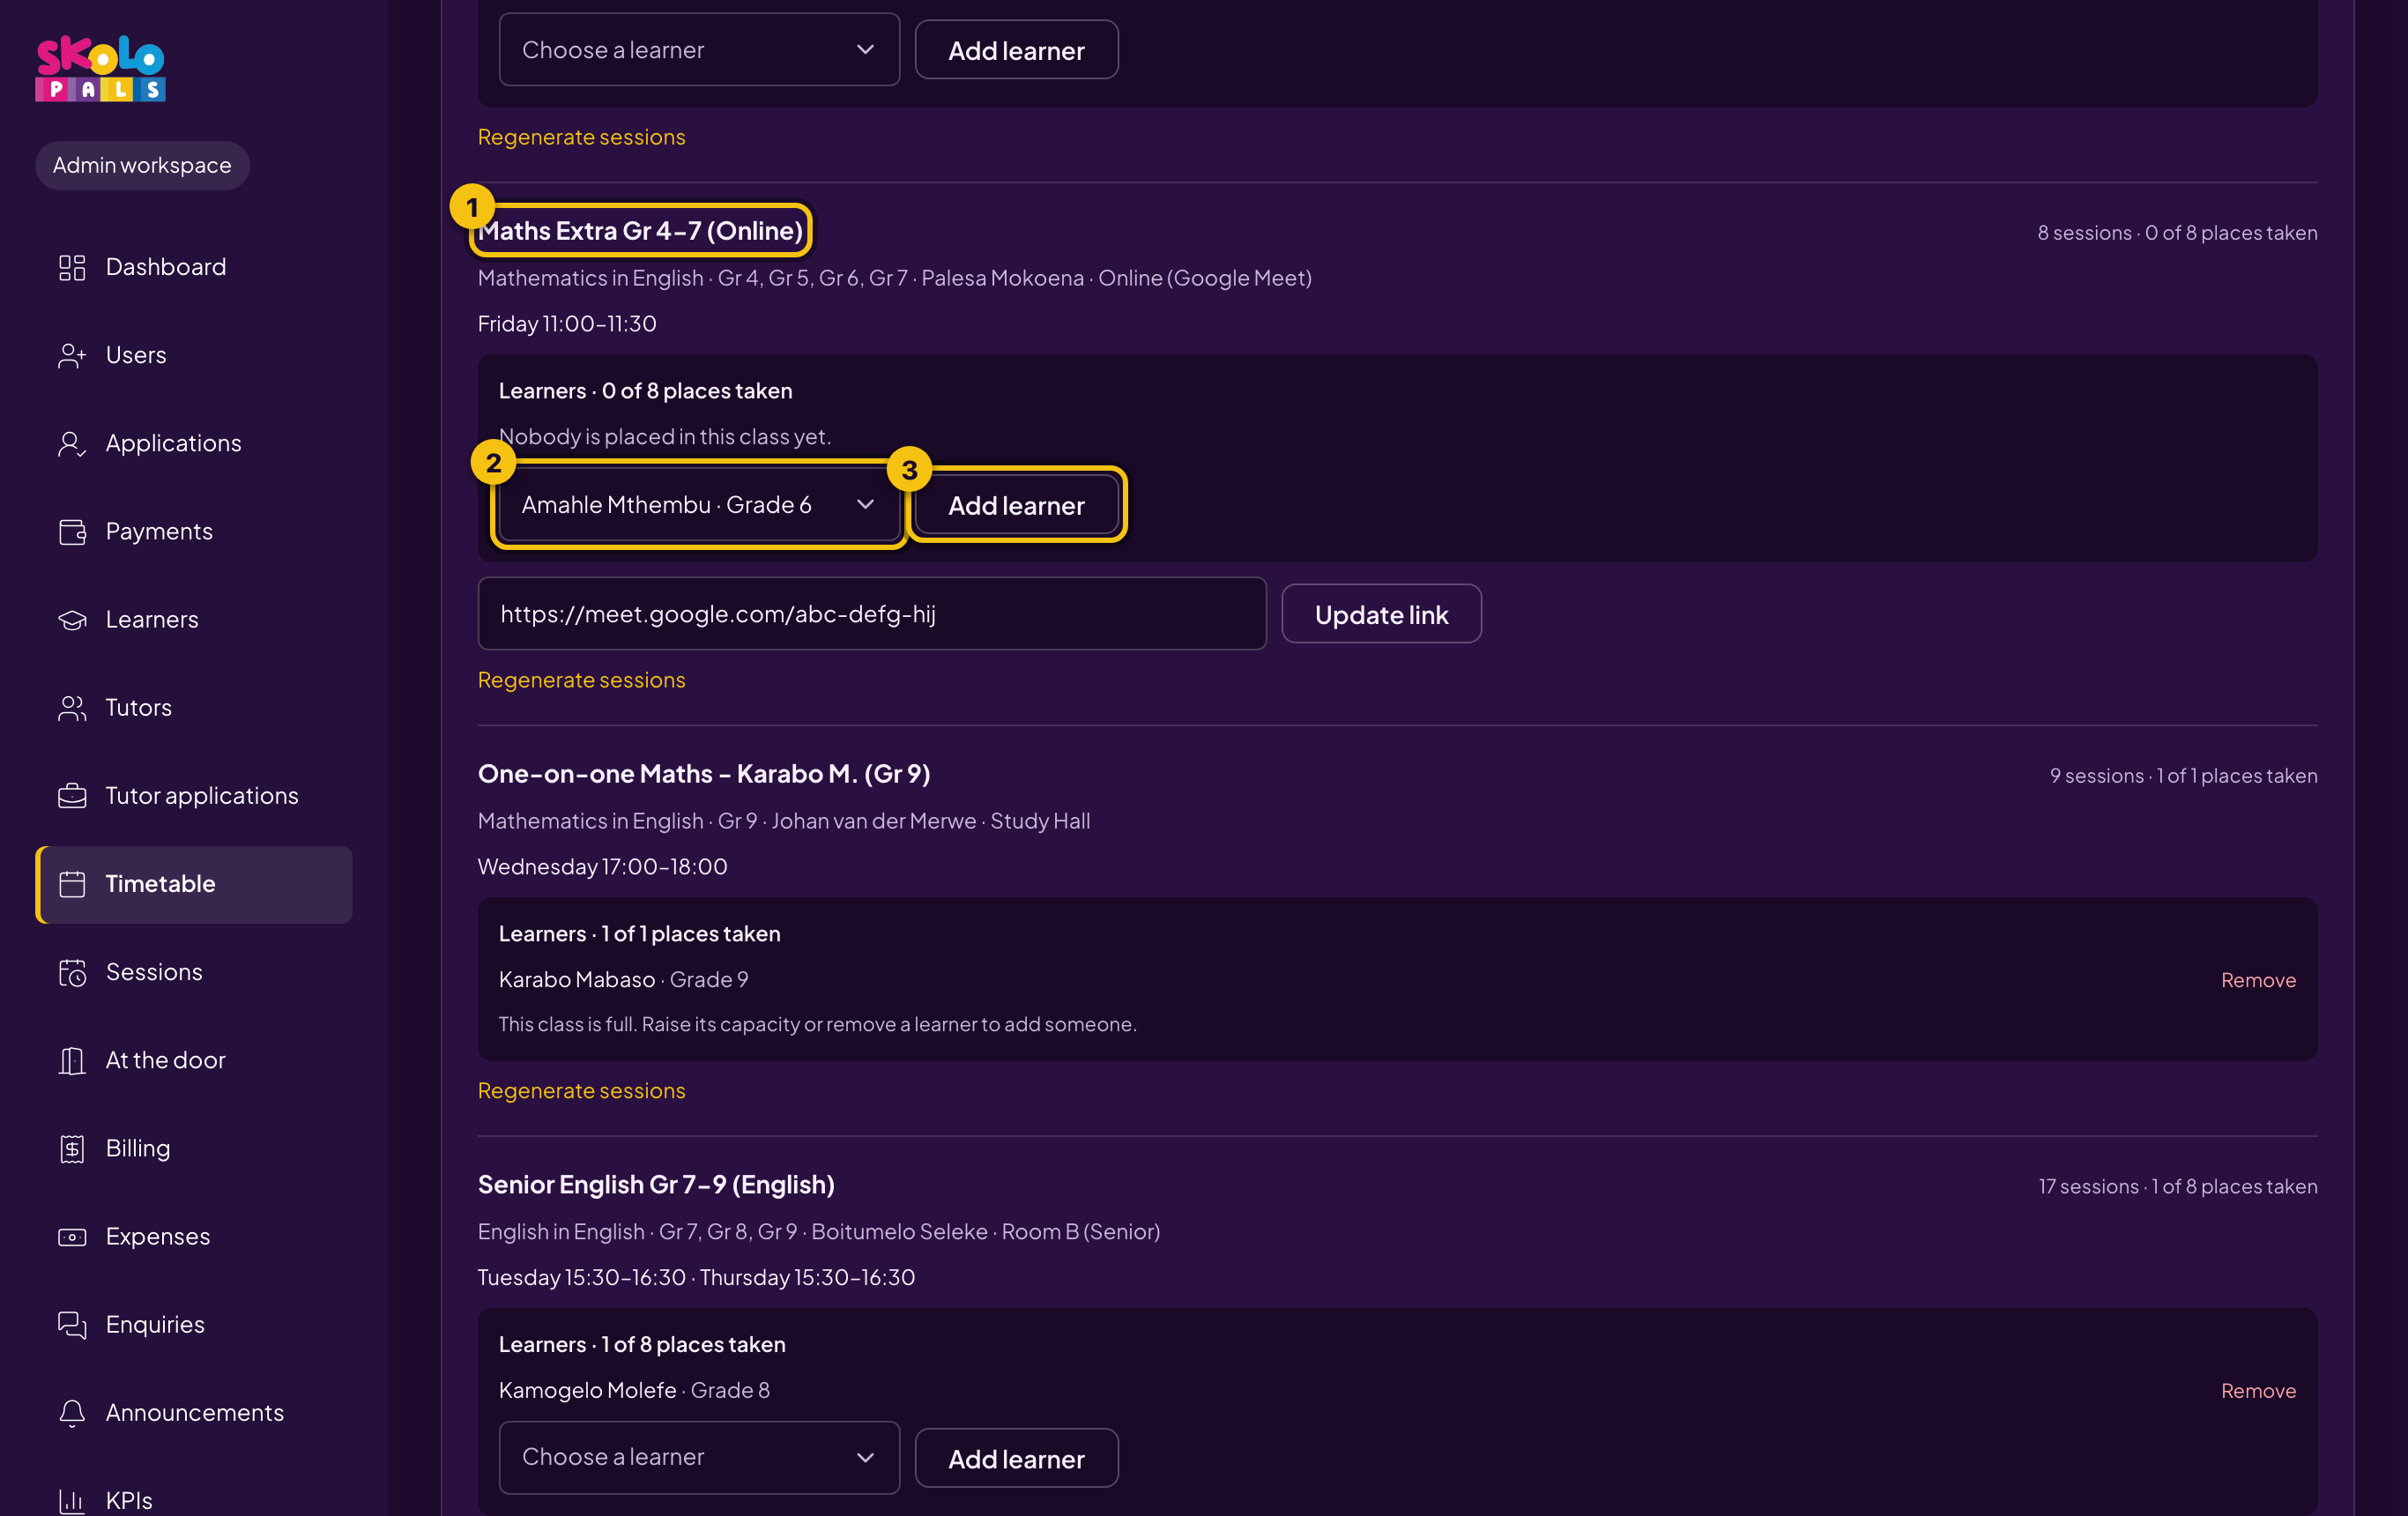 SKOLO
PALS
Admin workspace
Dashboard
Users
Applications
Payments
Learners
Tutors
Tutor applications
Timetable
Sessions
At the door
Billing
Expenses
Enquiries
Announcements
KPIs
Choose a learner
Add learner
Regenerate sessions
1
Maths Extra Gr 4–7 (Online)
8 sessions · 0 of 8 places taken
Mathematics in English · Gr 4, Gr 5, Gr 6, Gr 7 · Palesa Mokoena · Online (Google Meet)
Friday 11:00–11:30
Learners · 0 of 8 places taken
Nobody is placed in this class yet.
2
Amahle Mthembu · Grade 6
3
Add learner
https://meet.google.com/abc-defg-hij
Update link
Regenerate sessions
One-on-one Maths – Karabo M. (Gr 9)
9 sessions · 1 of 1 places taken
Mathematics in English · Gr 9 · Johan van der Merwe · Study Hall
Wednesday 17:00–18:00
Learners · 1 of 1 places taken
Karabo Mabaso · Grade 9
Remove
This class is full. Raise its capacity or remove a learner to add someone.
Regenerate sessions
Senior English Gr 7–9 (English)
17 sessions · 1 of 8 places taken
English in English · Gr 7, Gr 8, Gr 9 · Boitumelo Seleke · Room B (Senior)
Tuesday 15:30–16:30 · Thursday 15:30–16:30
Learners · 1 of 8 places taken
Kamogelo Molefe · Grade 8
Remove
Choose a learner
Add learner